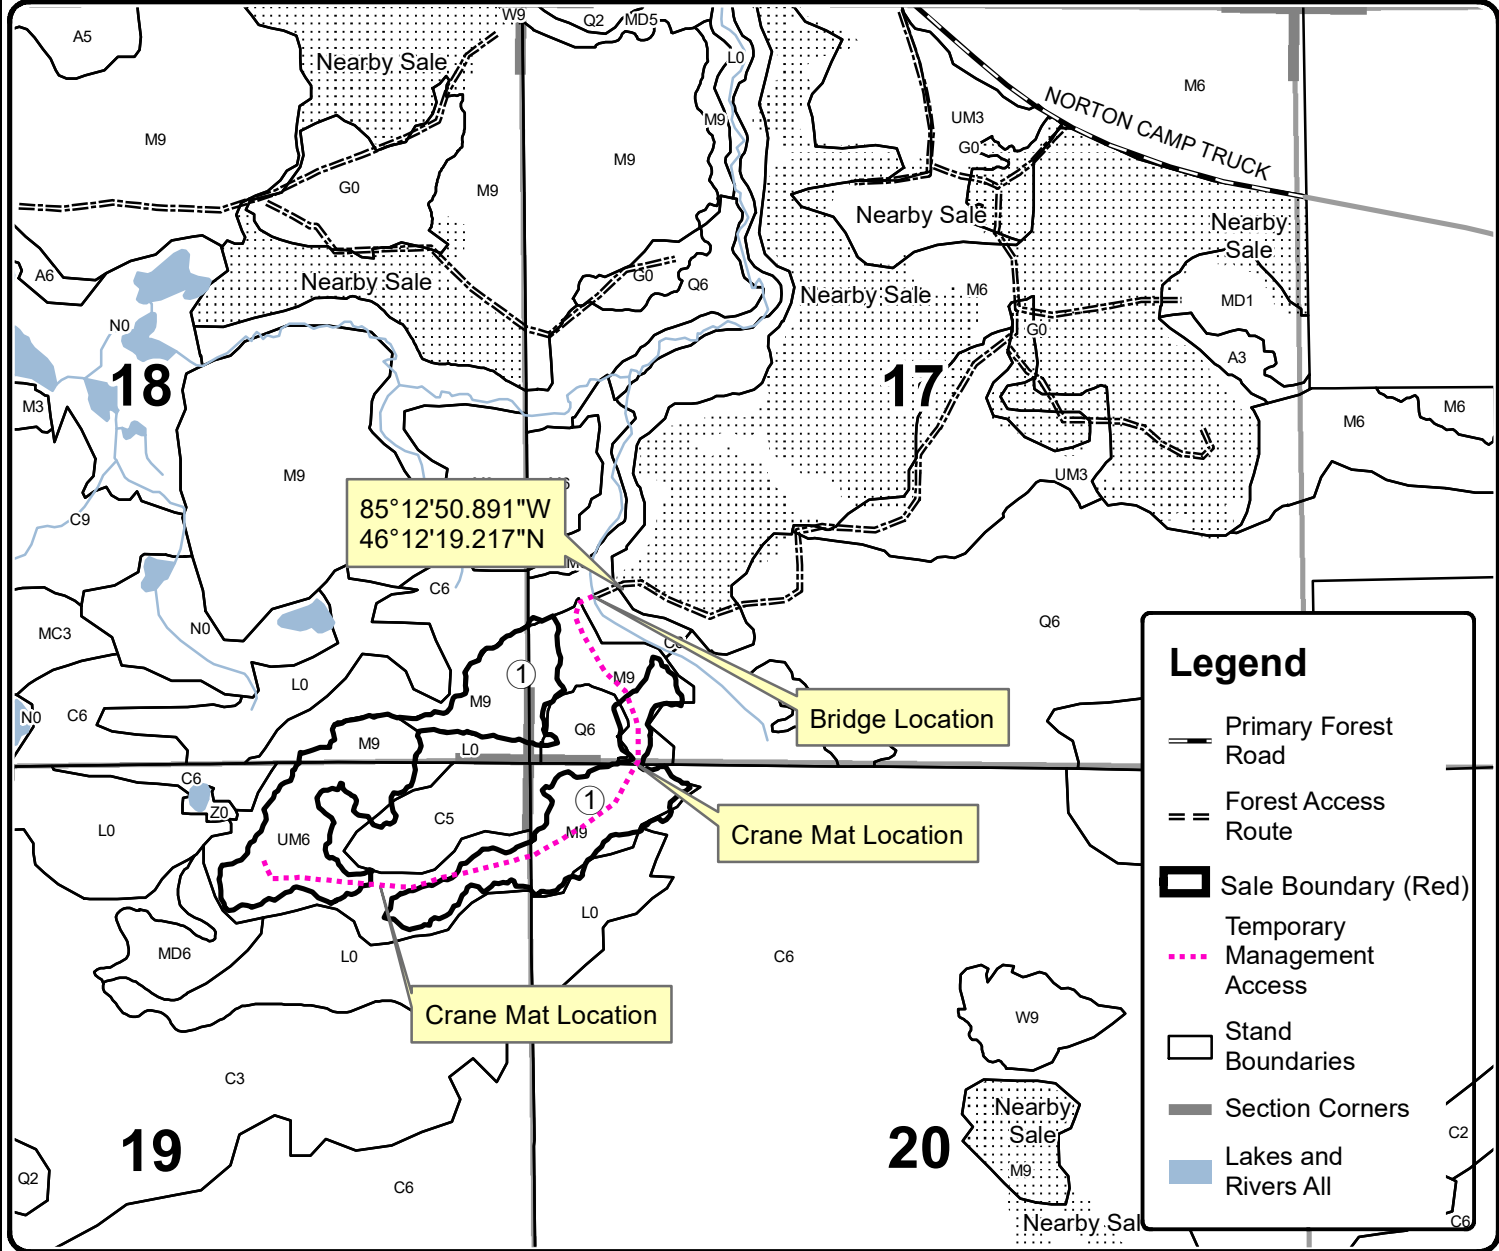 W9
Q2
MD5
A5
Nearby Sale
L0
M6
NORTON CAMP TRUCK
M9
M9
M9
UM3
G0
G0
M9
Nearby Sale
Nearby
Sale
A6
Nearby Sale
G0
Q6
Nearby Sale
M6
MD1
N0
G0
A3
18
17
M3
M6
M6
M9
UM3
85°12'50.891"W
46°12'19.217"N
C9
C6
N0
MC3
Q6
L0
M9
1
M9
N0
C6
Q6
Bridge Location
M9
L0
C6
Z0
L0
UM6
C5
1
M9
Crane Mat Location
L0
MD6
L0
C6
Crane Mat Location
W9
C3
Nearby
Sale
M9
19
20
Q2
C6
Nearby Sal
Legend
Primary Forest
Road
Forest Access
Route
Sale Boundary (Red)
Temporary
Management
Access
Stand
Boundaries
Section Corners
Lakes and
Rivers All
C2
C6